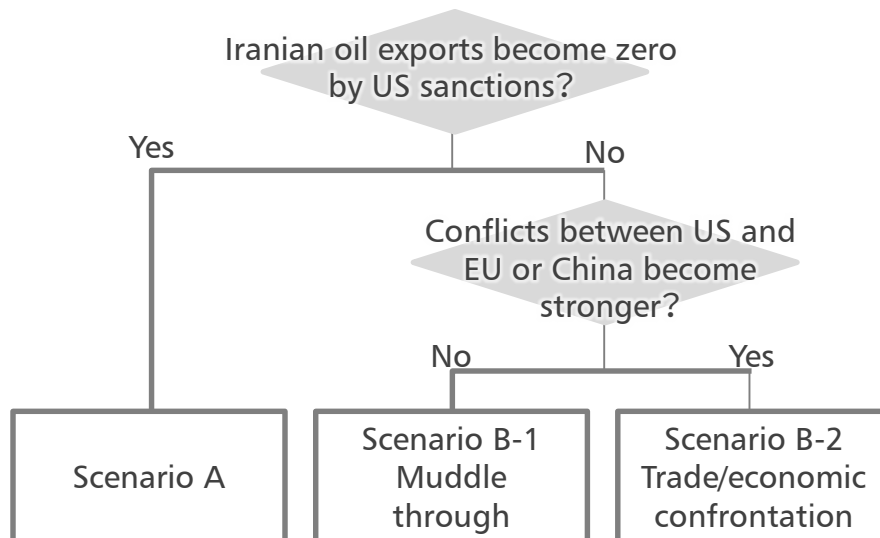 Iranian oil exports become zero
by US sanctions?
Yes
No
Conflicts between US and
EU or China become
stronger?
No
Yes
Scenario A
Scenario B-1
Muddle
through
Scenario B-2
Trade/economic
confrontation